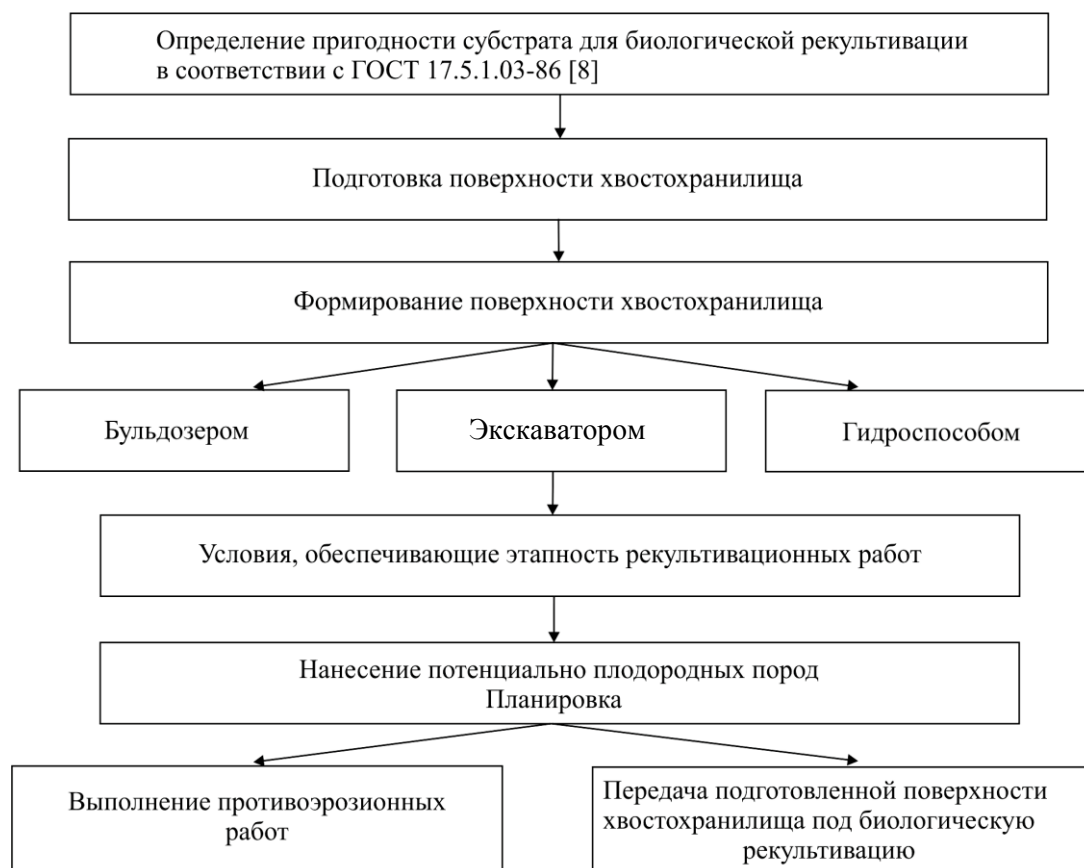 Определение пригодности субстрата для биологической рекультивации
в соответствии с ГОСТ 17.5.1.03-86 [8]
Подготовка поверхности хвостохранилища
Формирование поверхности хвостохранилища
Бульдозером
Экскаватором
Гидроспособом
Условия, обеспечивающие этапность рекультивационных работ
Нанесение потенциально плодородных пород
Планировка
Выполнение противоэрозионных
работ
Передача подготовленной поверхности
хвостохранилища под биологическую
рекультивацию